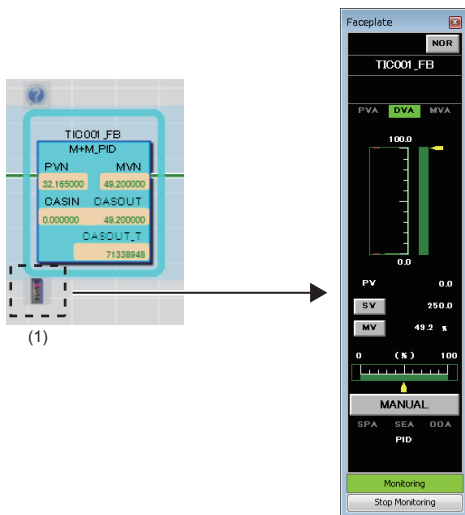 TIC001_FB
M+M_PID
PVN MVN
32.165000 49.200000
CASIN CASOUT
0.000000 49.200000
CASOUT_T
71338948
(1)
Faceplate
NOR
TIC001_FB
PVA DVA MVA
100.0
0.0
PV 0.0
SV 250.0
MV 49.2 %
0 (%) 100
MANUAL
SPA SEA OOA
PID
Monitoring
Stop Monitoring